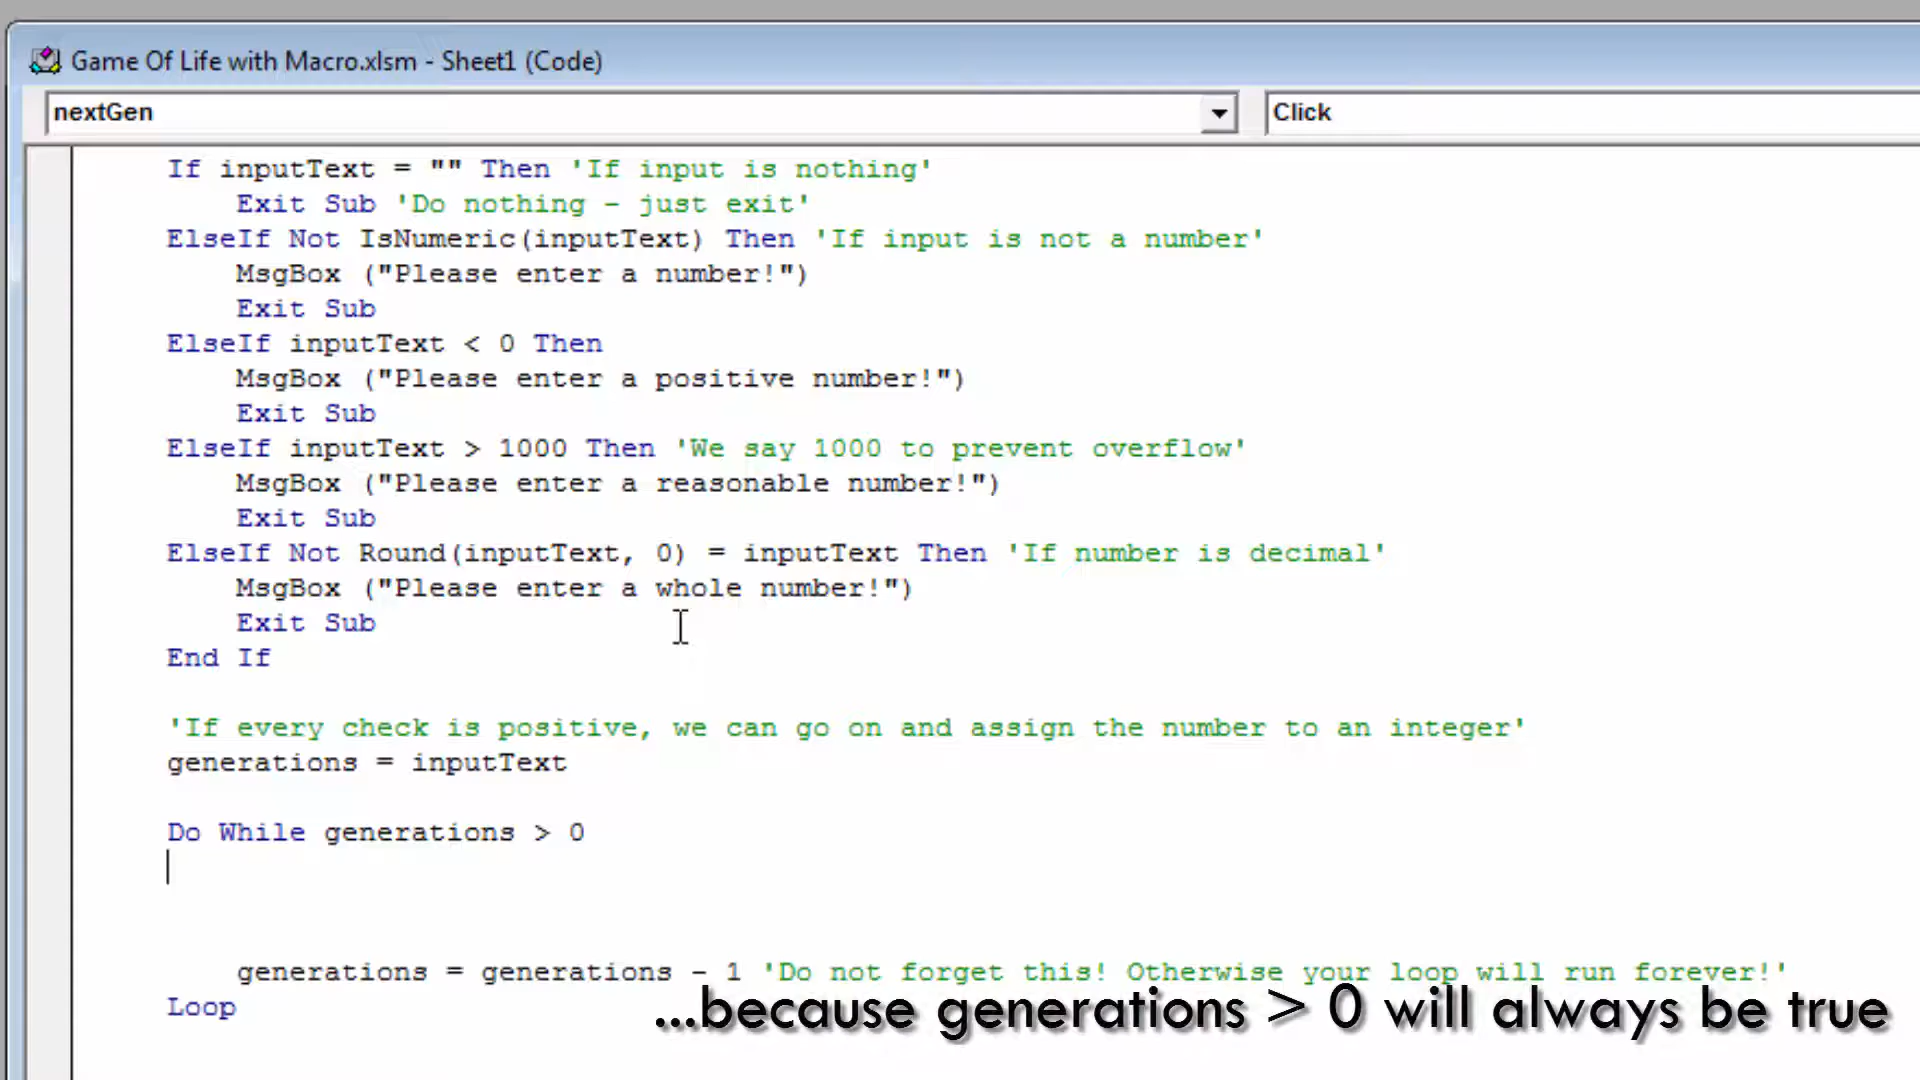 Game Of Life with Macro.xlsm - Sheet1 (Code)
nextGen
Click
If inputText = "" Then 'If input is nothing'
Exit Sub 'Do nothing - just exit'
ElseIf Not IsNumeric(inputText) Then 'If input is not a number'
MsgBox ("Please enter a number!")
Exit Sub
ElseIf inputText < 0 Then
MsgBox ("Please enter a positive number!")
Exit Sub
ElseIf inputText > 1000 Then 'We say 1000 to prevent overflow'
MsgBox ("Please enter a reasonable number!")
Exit Sub
ElseIf Not Round(inputText, 0) = inputText Then 'If number is decimal'
MsgBox ("Please enter a whole number!")
Exit Sub
End If
'If every check is positive, we can go on and assign the number to an integer'
generations = inputText
Do While generations > 0
generations = generations - 1 'Do not forget this! Otherwise your loop will run forever!'
Loop
...because generations > 0 will always be true